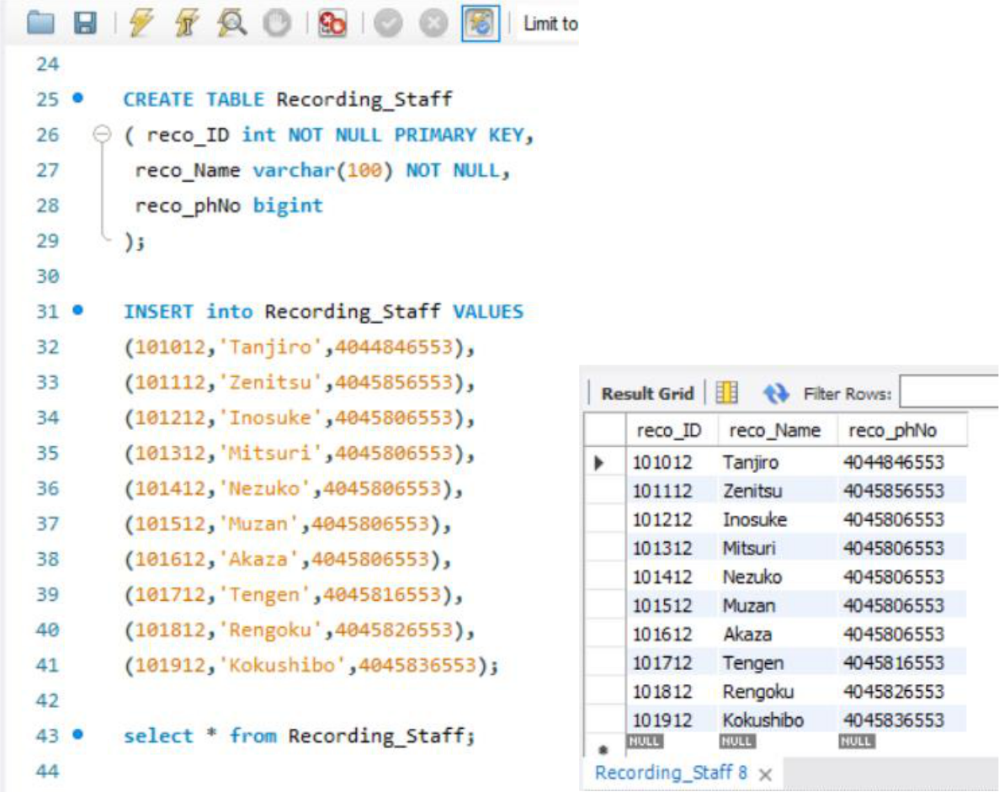 Limit to
24
25 CREATE TABLE Recording_Staff
26 ( reco_ID int NOT NULL PRIMARY KEY,
27 reco_Name varchar(100) NOT NULL,
28 reco_phNo bigint
29 );
30
31 INSERT into Recording_Staff VALUES
32 (101012,'Tanjiro',4044846553),
33 (101112,'Zenitsu',4045856553),
34 (101212,'Inosuke',4045806553),
35 (101312,'Mitsuri',4045806553),
36 (101412,'Nezuko',4045806553),
37 (101512,'Muzan',4045806553),
38 (101612,'Akaza',4045806553),
39 (101712,'Tengen',4045816553),
40 (101812,'Rengoku',4045826553),
41 (101912,'Kokushibo',4045836553);
42
43 select * from Recording_Staff;
44
Result Grid Filter Rows:
reco_ID reco_Name reco_phNo
101012 Tanjiro 4044846553
101112 Zenitsu 4045856553
101212 Inosuke 4045806553
101312 Mitsuri 4045806553
101412 Nezuko 4045806553
101512 Muzan 4045806553
101612 Akaza 4045806553
101712 Tengen 4045816553
101812 Rengoku 4045826553
101912 Kokushibo 4045836553
NULL NULL NULL
Recording_Staff 8